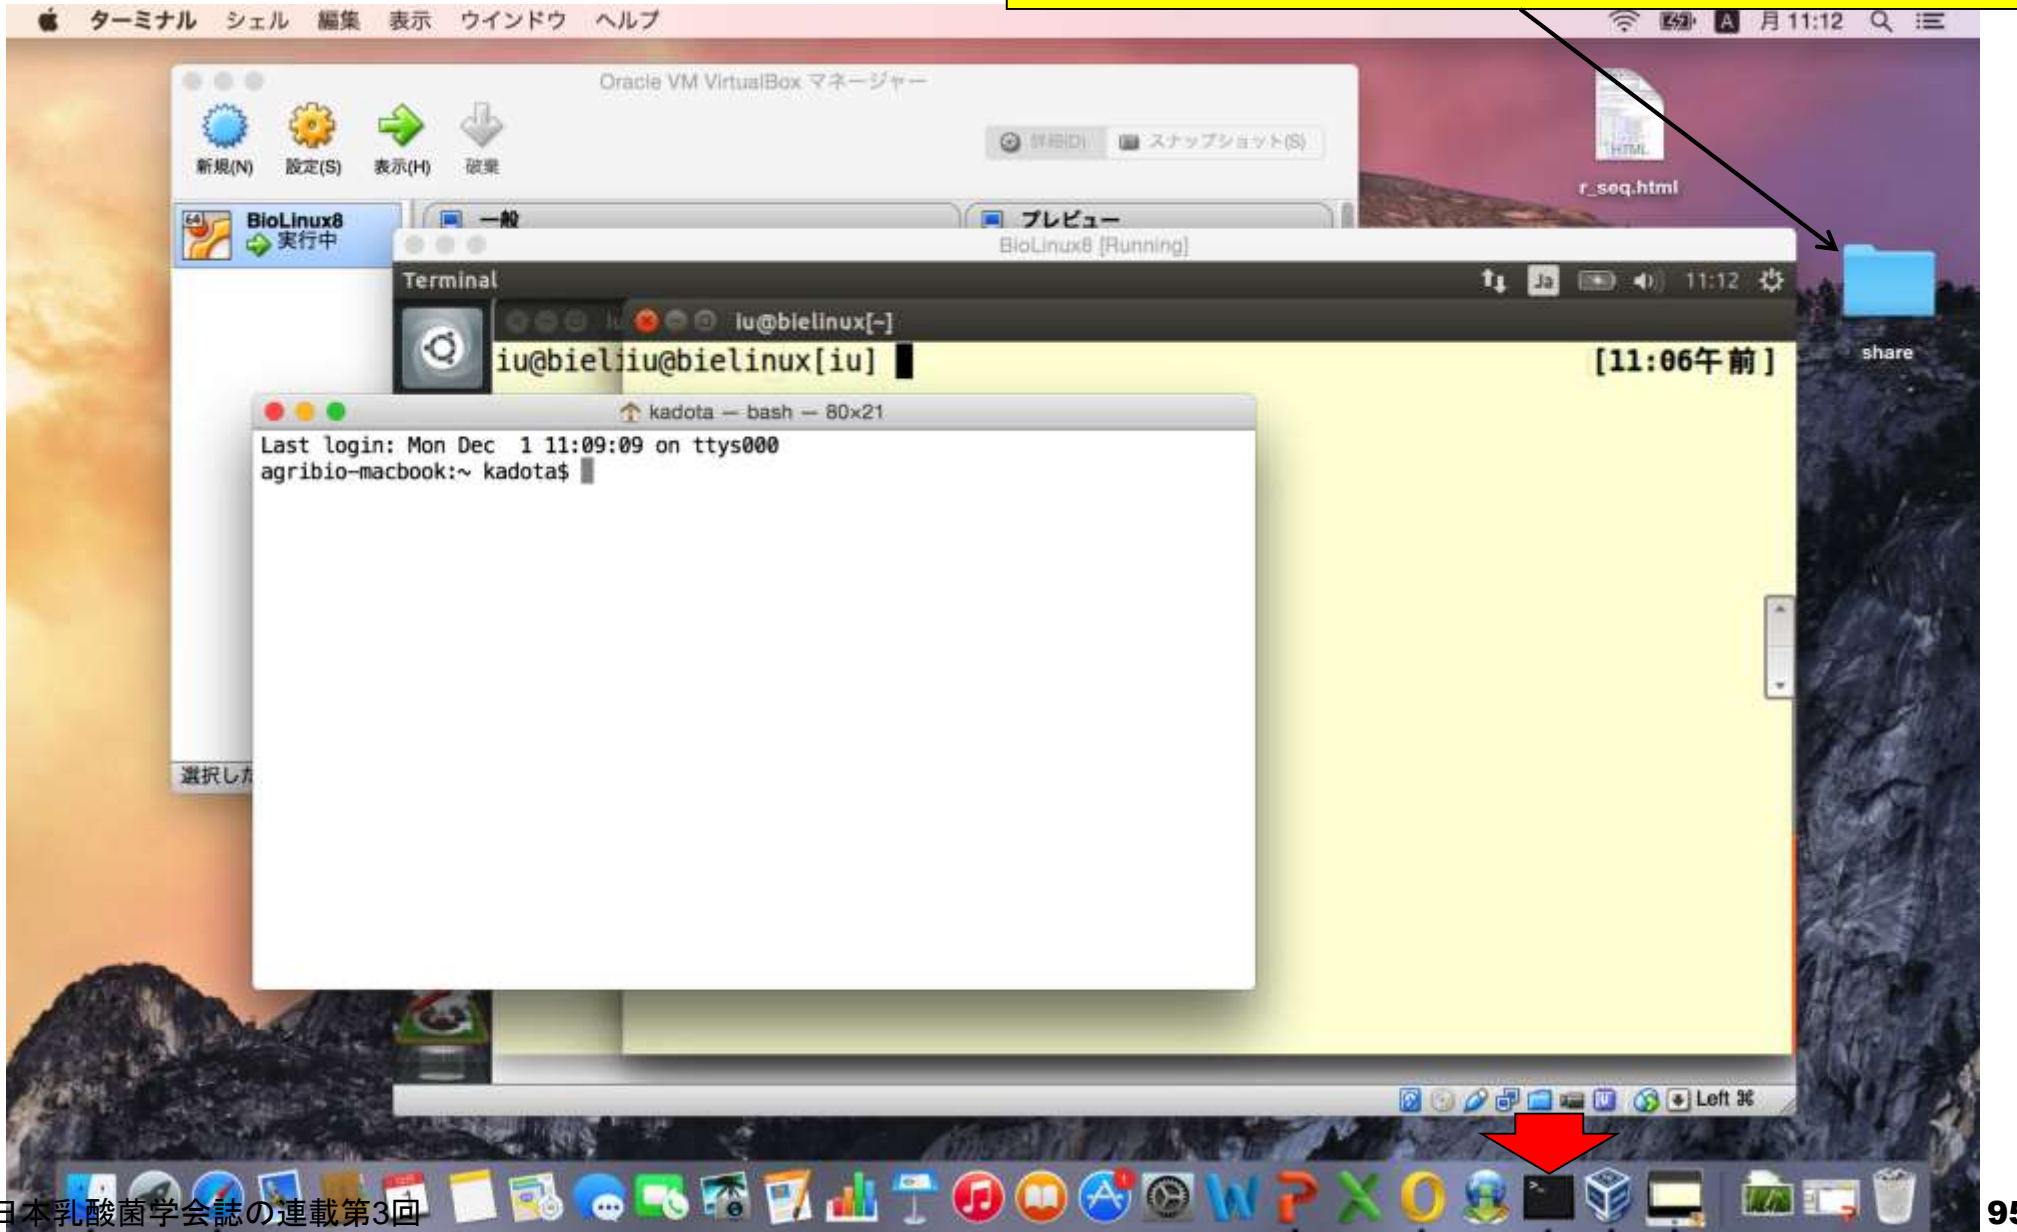 ターミナル シェル 編集 表示 ウインドウ ヘルプ
A 月 11:12
Oracle VM VirtualBox マネージャー
新規(N) 設定(S) 表示(H) 破棄
詳細(D) スナップショット(S)
HTML
r_seq.html
64 BioLinux8
実行中
一般 プレビュー
BioLinux8 [Running]
Terminal Ja 11:12
iu@bielinux[~]
iu@bieliiu@bielinux[iu] [11:06午前]
share
kadota — bash — 80×21
Last login: Mon Dec 1 11:09:09 on ttys000
agribio-macbook:~ kadota$
選択した
Left ⌘
日本乳酸菌学会誌の連載第3回
95